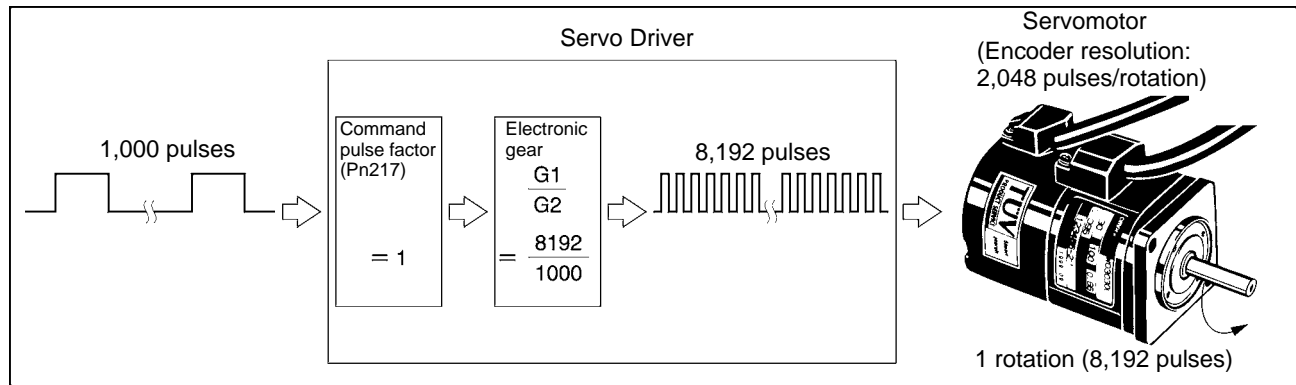 Servo Driver
Servomotor
(Encoder resolution:
2,048 pulses/rotation)
1,000 pulses
Command
pulse factor
(Pn217)
= 1
Electronic
gear
G1
G2
= 8192
1000
8,192 pulses
TÜV
1 rotation (8,192 pulses)